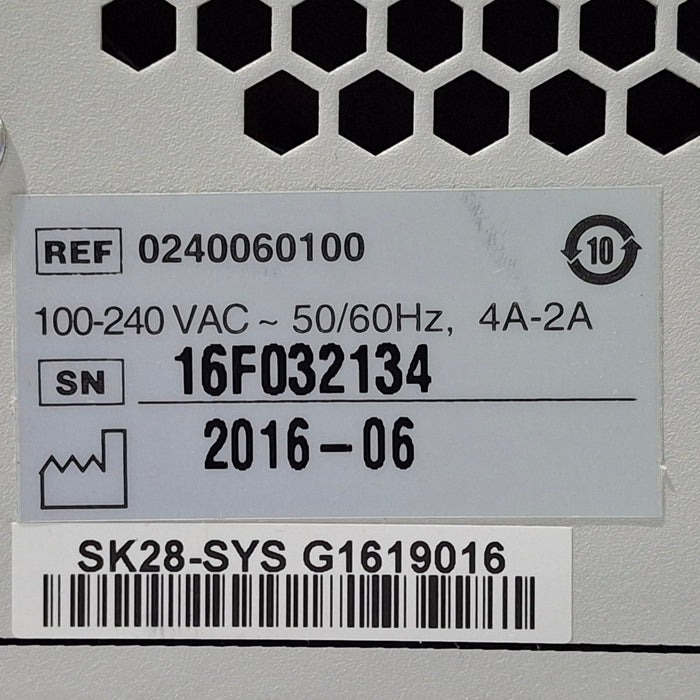 REF 0240060100
10
100-240 VAC ~ 50/60Hz, 4A-2A
SN 16F032134
2016-06
SK28-SYS G1619016